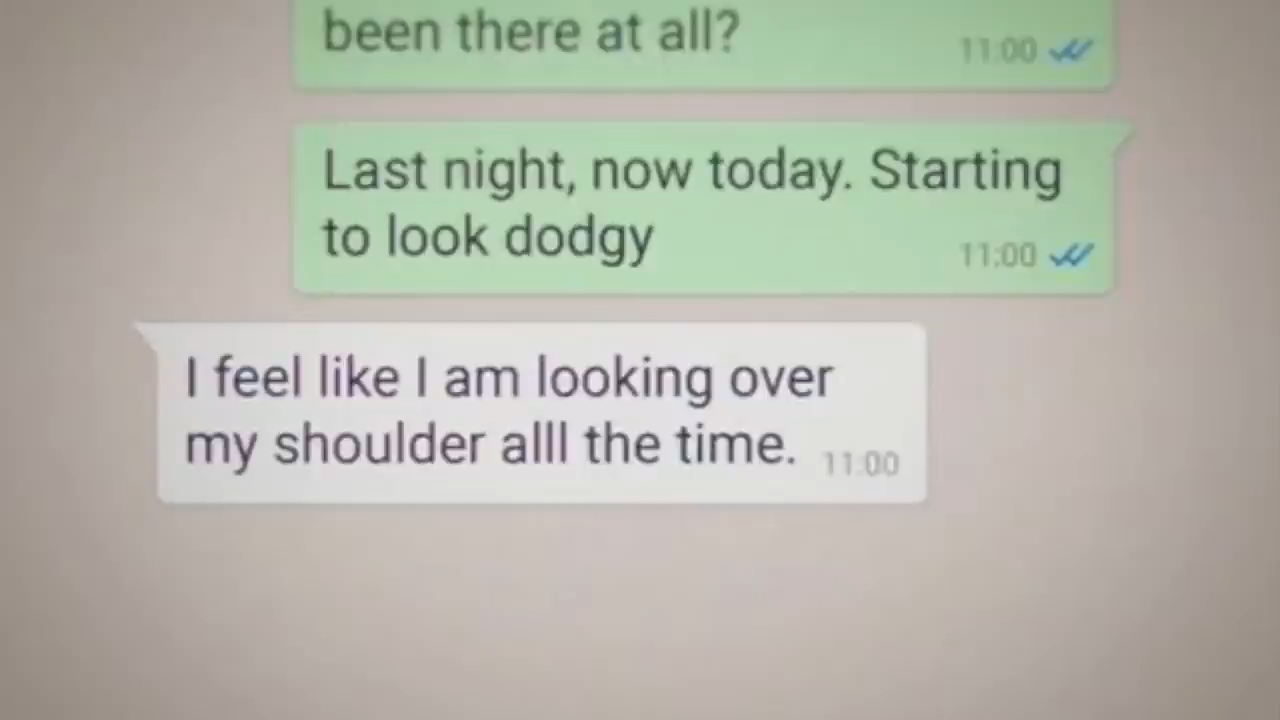 been there at all?
11:00
Last night, now today. Starting
to look dodgy
11:00
I feel like I am looking over
my shoulder alll the time.
11:00